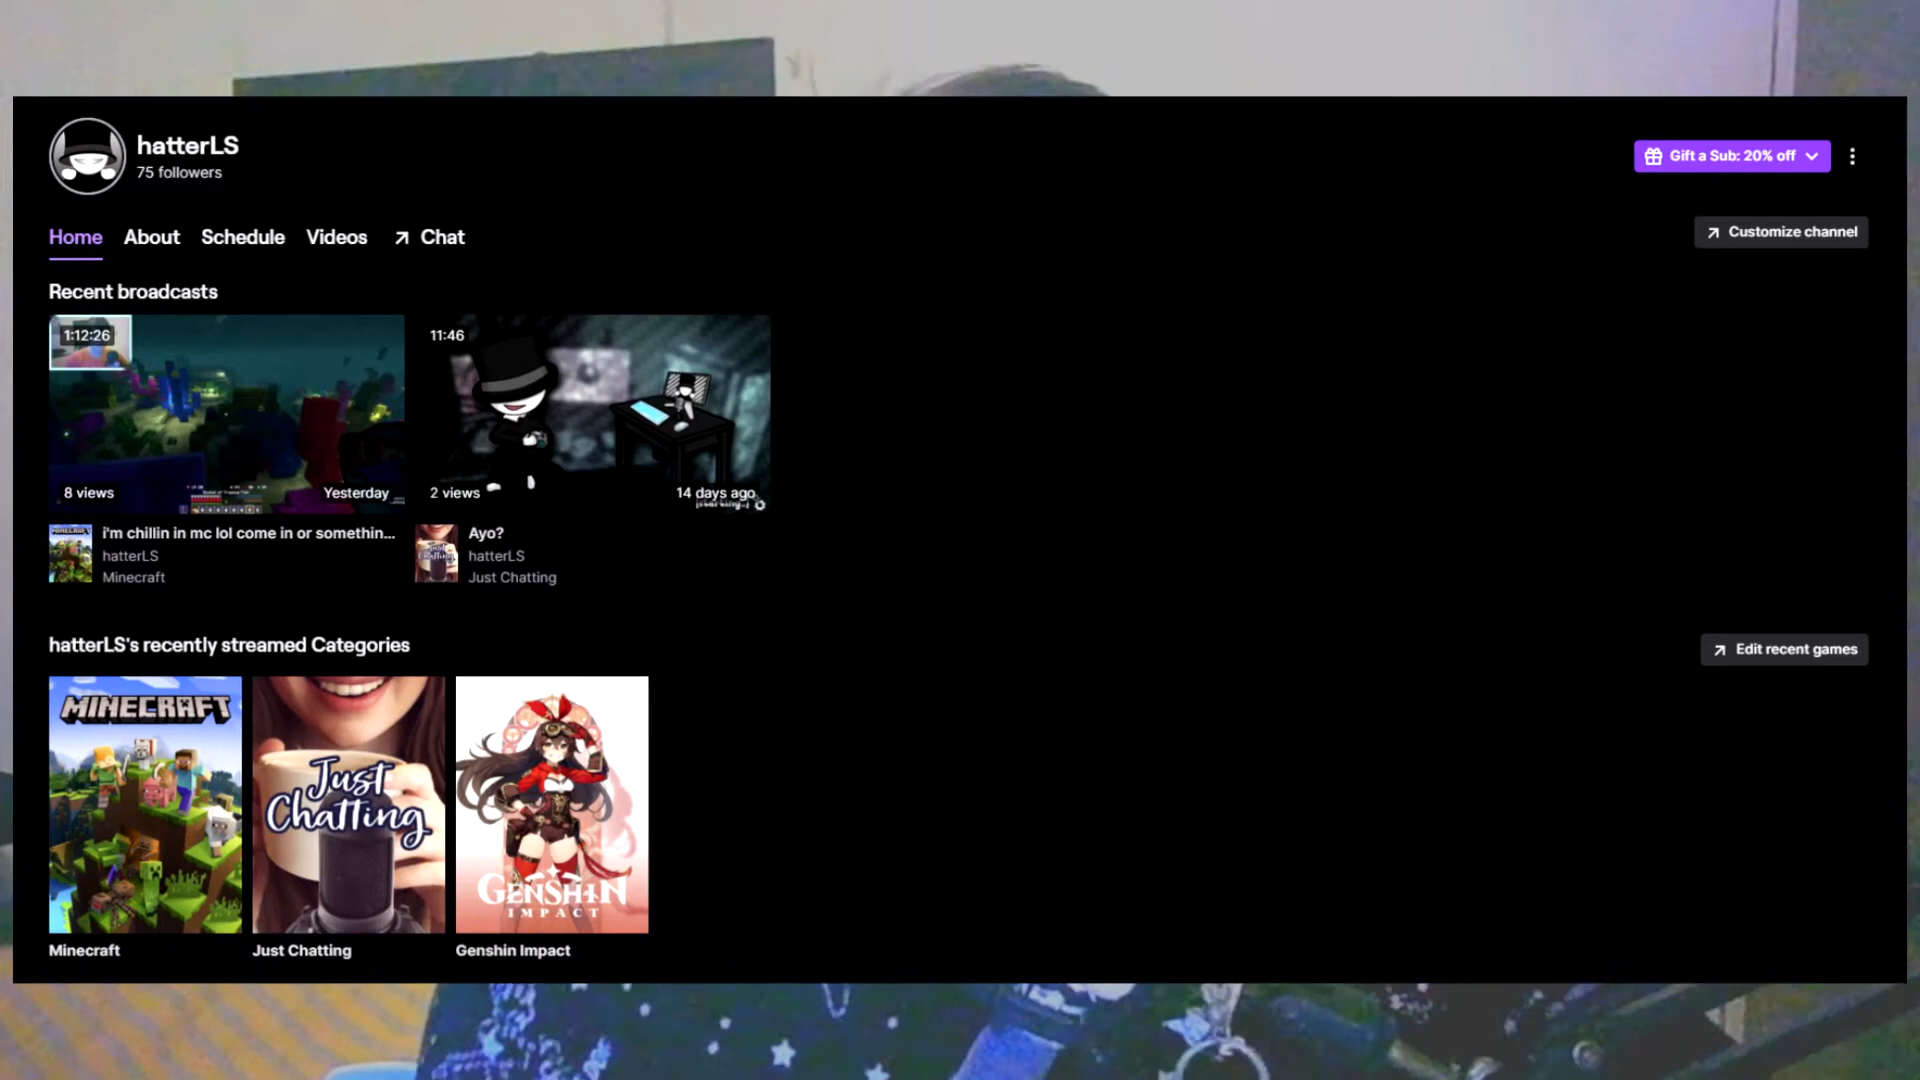 hatterLS
75 followers
Gift a Sub: 20% off
Home About Schedule Videos Chat
Customize channel
Recent broadcasts
1:12:26
11:46
8 views
Yesterday
2 views
14 days ago
i'm chillin in mc lol come in or somethin...
hatterLS
Minecraft
Ayo?
hatterLS
Just Chatting
hatterLS's recently streamed Categories
Edit recent games
MINECRAFT
Just
Chatting
GENSHIN
IMPACT
Minecraft
Just Chatting
Genshin Impact